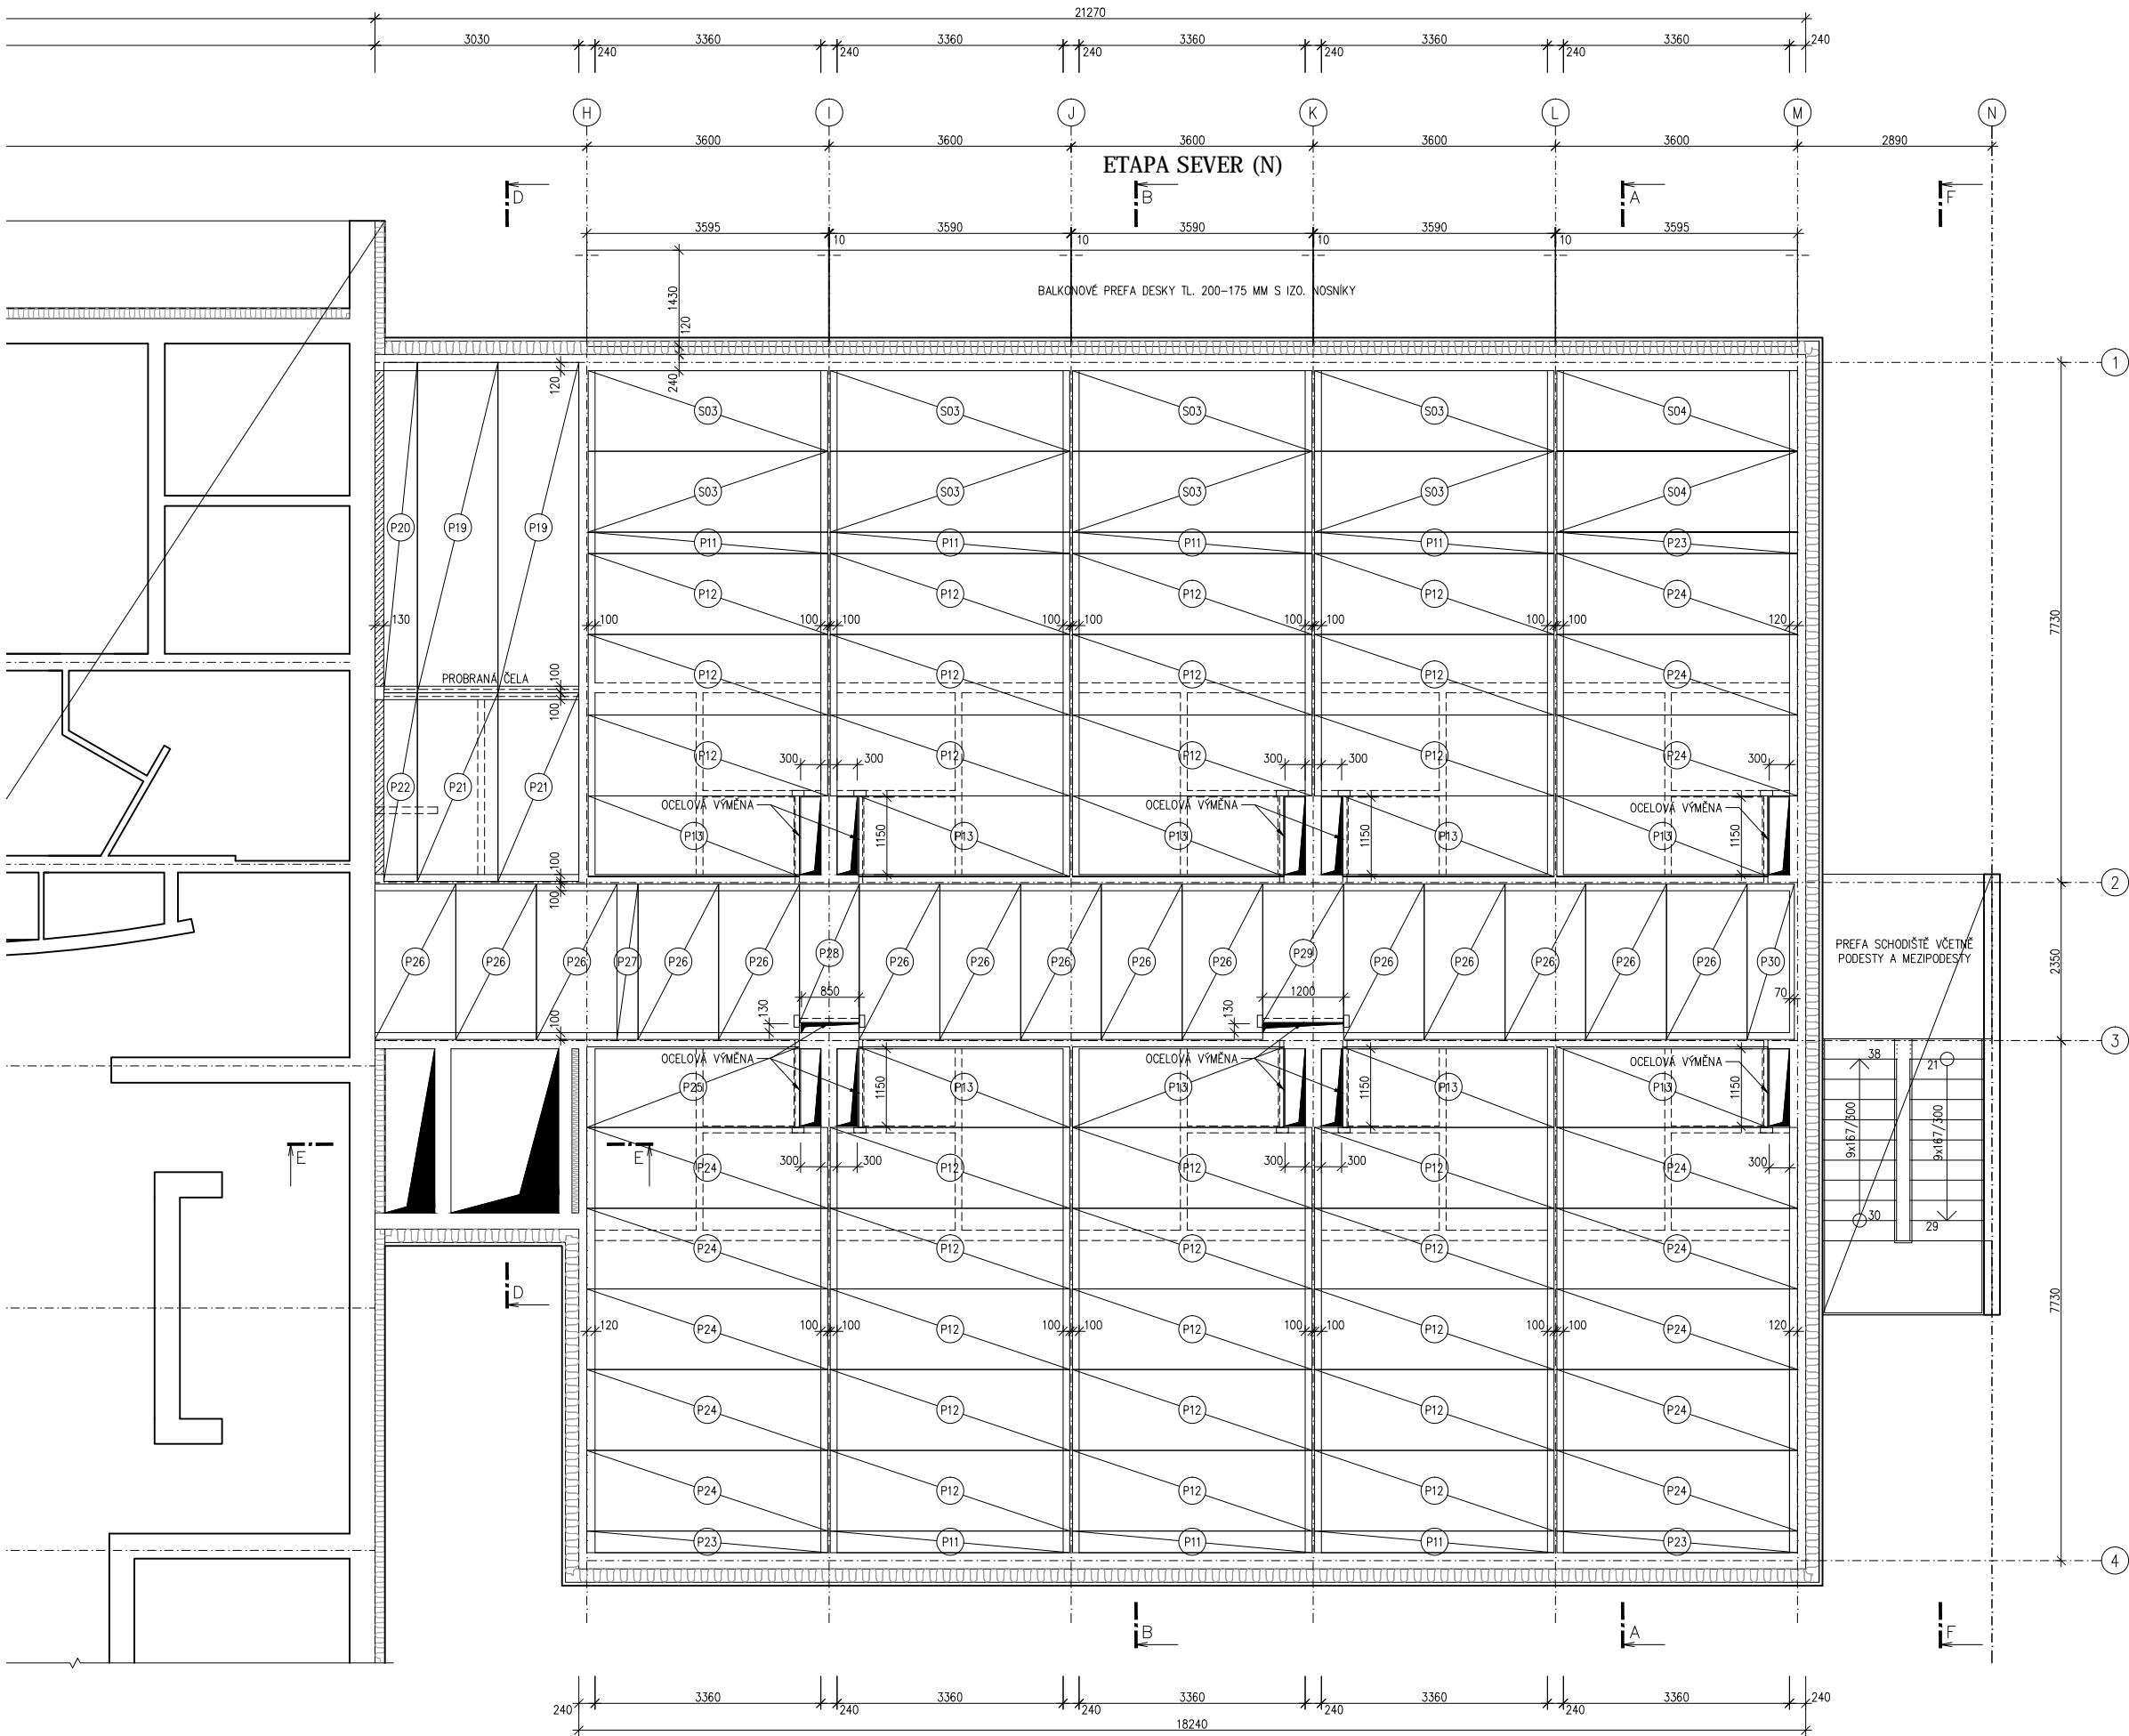 21270
3030 240 3360 240 3360 240 3360 240 3360 240 3360 240
H I J K L M N
3600 3600 3600 3600 3600 2890
ETAPA SEVER (N)
D B A F
3595 3590 3590 3590 3595
10 10 10 10
1430
BALKONOVÉ PREFA DESKY TL. 200-175 MM S IZO. NOSNÍKY
120
1
120 240
S03 S03 S03 S03 S04
S03 S03 S03 S03 S04
P20 P19 P19
P11 P11 P11 P11 P23
P12 P12 P12 P12 P24
130 100 100 100 100 100 100 100 100 100 120
7730
P12 P12 P12 P12 P24
PROBRANÁ ČELA
100
100
P12 P12 P12 P12 P24
300 300 300 300 300
P22 P21 P21
OCELOVÁ VÝMĚNA OCELOVÁ VÝMĚNA OCELOVÁ VÝMĚNA
P13 1150 P13 P13 1150 P13 P13 1150
100
100
2
PREFA SCHODIŠTĚ VČETNĚ
PODESTY A MEZIPODESTY
P28 P29
P26 P26 P26 P27 P26 P26 P26 P26 P26 P26 P26 P26 P26 P26 P26 P26 P30
2350
850 1200 70
130 130
100
3
OCELOVÁ VÝMĚNA OCELOVÁ VÝMĚNA OCELOVÁ VÝMĚNA
38 21
P25 1150 P13 P13 1150 P13 P13 1150
9x167/300 9x167/300
E E
300 300 300 300 300
P24 P12 P12 P12 P24
30 29
P24 P12 P12 P12 P24
D
7730
120 100 100 100 100 100 100 100 100 120
P24 P12 P12 P12 P24
P24 P12 P12 P12 P24
P24 P12 P12 P12 P24
P23 P11 P11 P11 P23
4
B A F
240 3360 240 3360 240 3360 240 3360 240 3360 240
18240